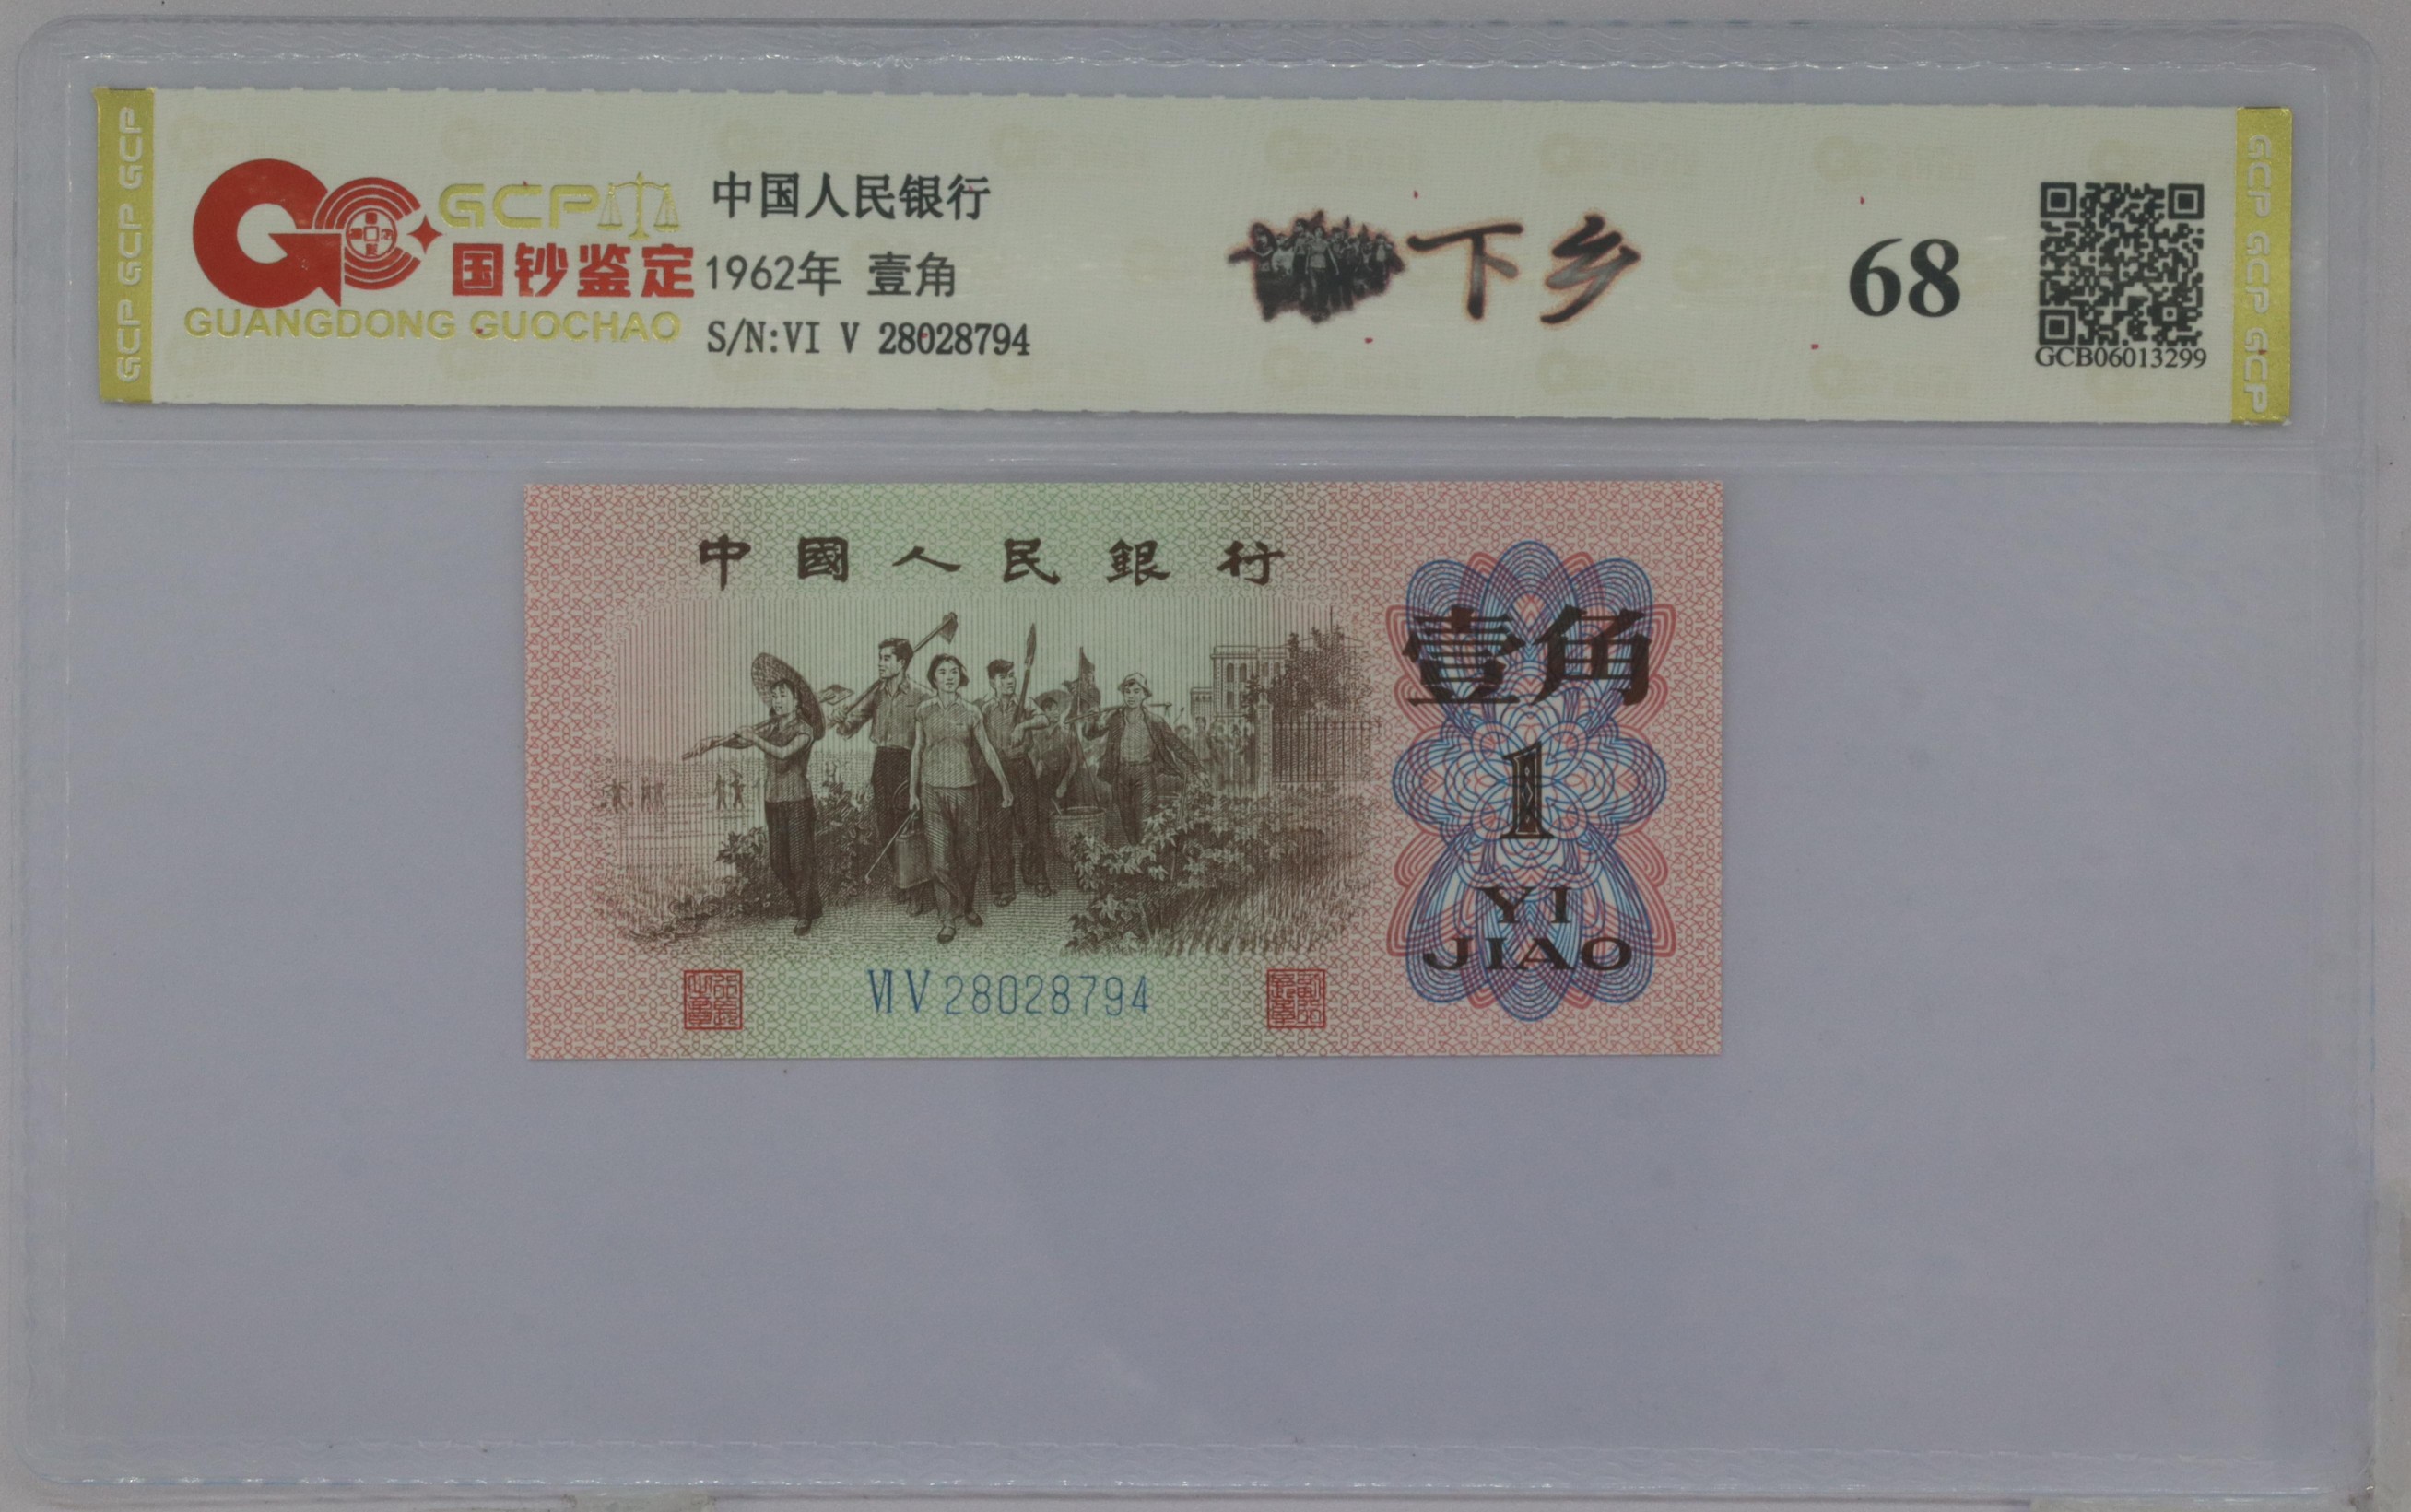 GCP GCP GCP
GCP
国钞鉴定
GUANGDONG GUOCHAO
中国人民银行
1962年 壹角
S/N:VI V 28028794
下乡
68
GCB06013299
GCP GCP GCP
中國人民銀行
壹角
1
YI
JIAO
VI V 28028794